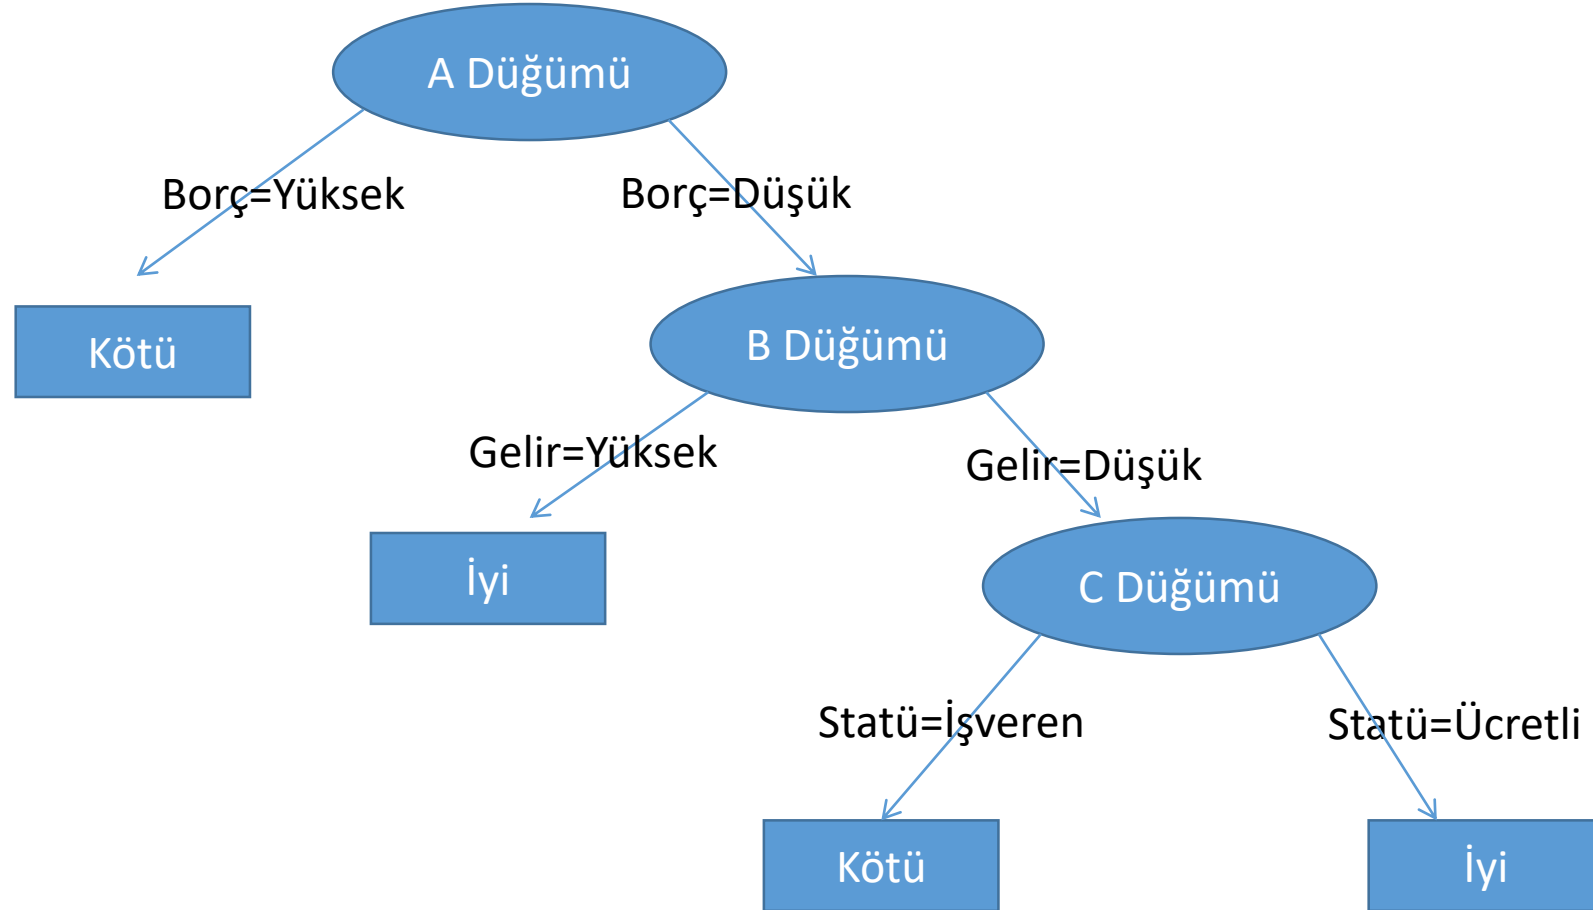 A Düğümü
Borç=Yüksek
Borç=Düşük
Kötü
B Düğümü
Gelir=Yüksek
Gelir=Düşük
İyi
C Düğümü
Statü=İşveren
Statü=Ücretli
Kötü
İyi